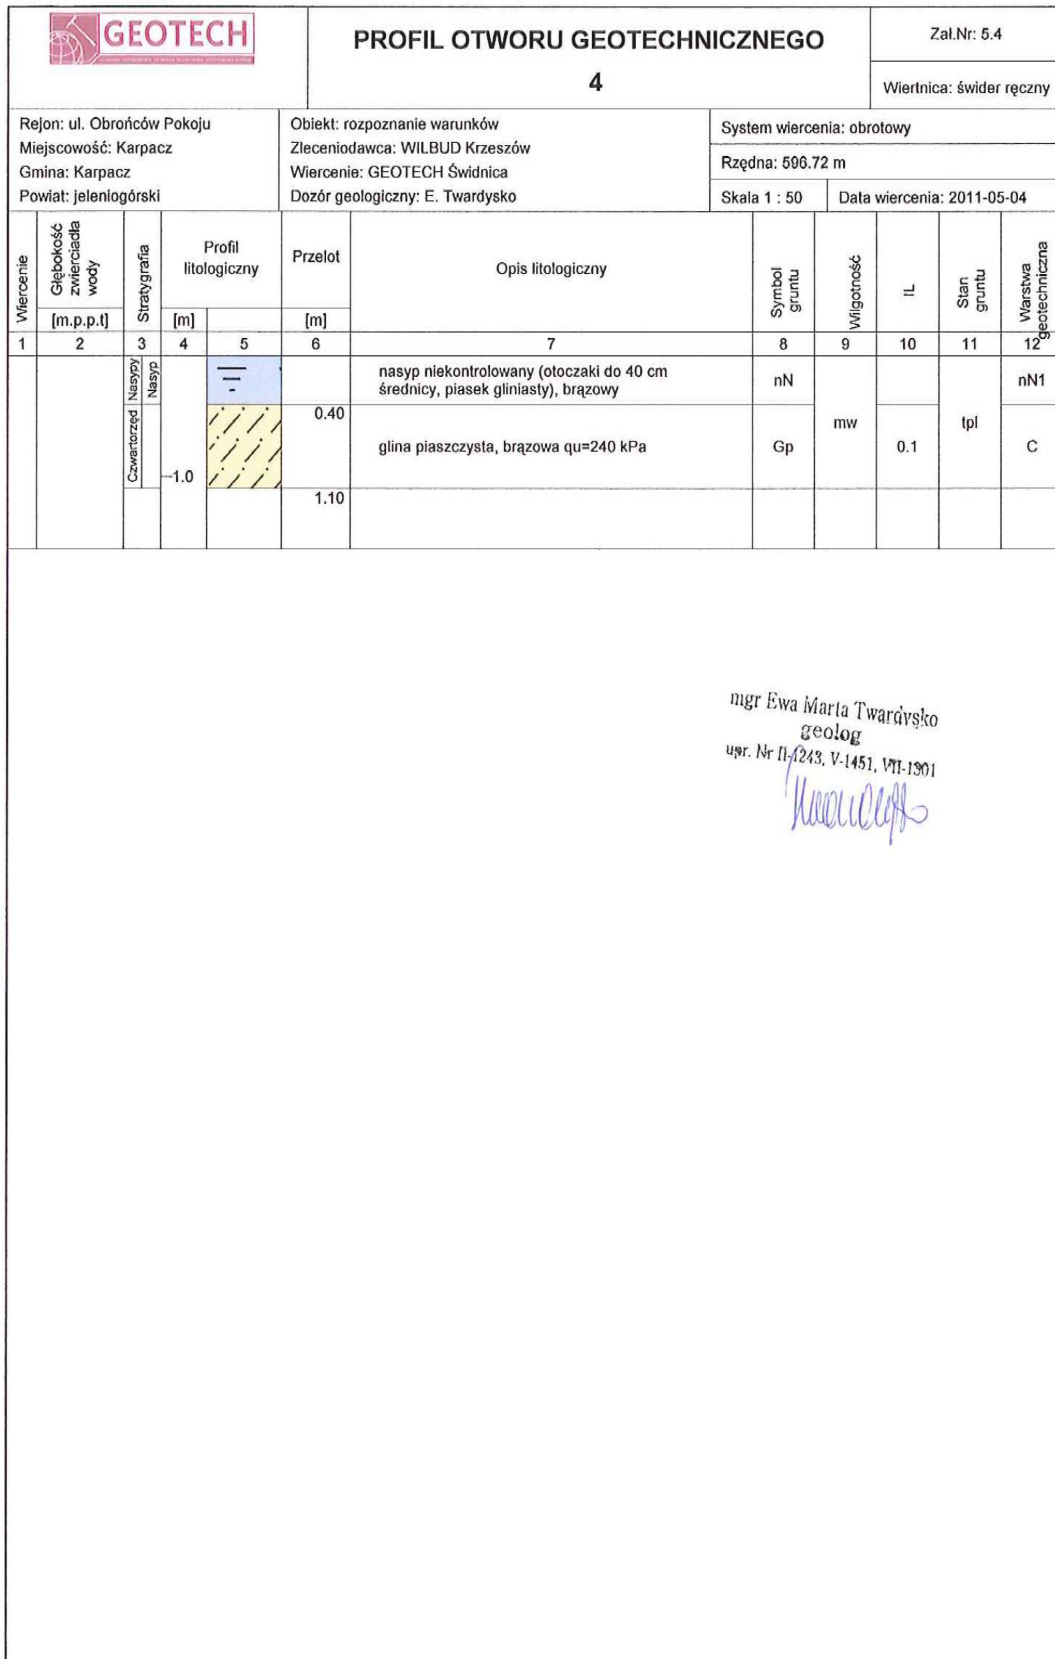 GEOTECH
PROFIL OTWORU GEOTECHNICZNEGO
4
Zał.Nr: 5.4
Wiertnica: świder ręczny
Rejon: ul. Obrońców Pokoju
Miejscowość: Karpacz
Gmina: Karpacz
Powiat: jeleniogórski
Obiekt: rozpoznanie warunków
Zleceniodawca: WILBUD Krzeszów
Wiercenie: GEOTECH Świdnica
Dozór geologiczny: E. Twardysko
System wiercenia: obrotowy
Rzędna: 596.72 m
Skala 1 : 50
Data wiercenia: 2011-05-04
Wiercenie
Głębokość
zwierciadła
wody
[m.p.p.t]
Stratygrafia
Profil
litologiczny
[m]
Przelot
[m]
Opis litologiczny
Symbol
gruntu
Wilgotność
IL
Stan
gruntu
Warstwa
geotechniczna
1 2 3 4 5 6 7 8 9 10 11 12
Nasypy
Nasyp
nasyp niekontrolowany (otoczaki do 40 cm
średnicy, piasek gliniasty), brązowy
nN
nN1
0.40
Czwartorzęd
1.0
glina piaszczysta, brązowa qu=240 kPa
Gp
mw
0.1
tpl
C
1.10
mgr Ewa Marta Twardysko
geolog
upr. Nr II-1243, V-1451, VII-1301